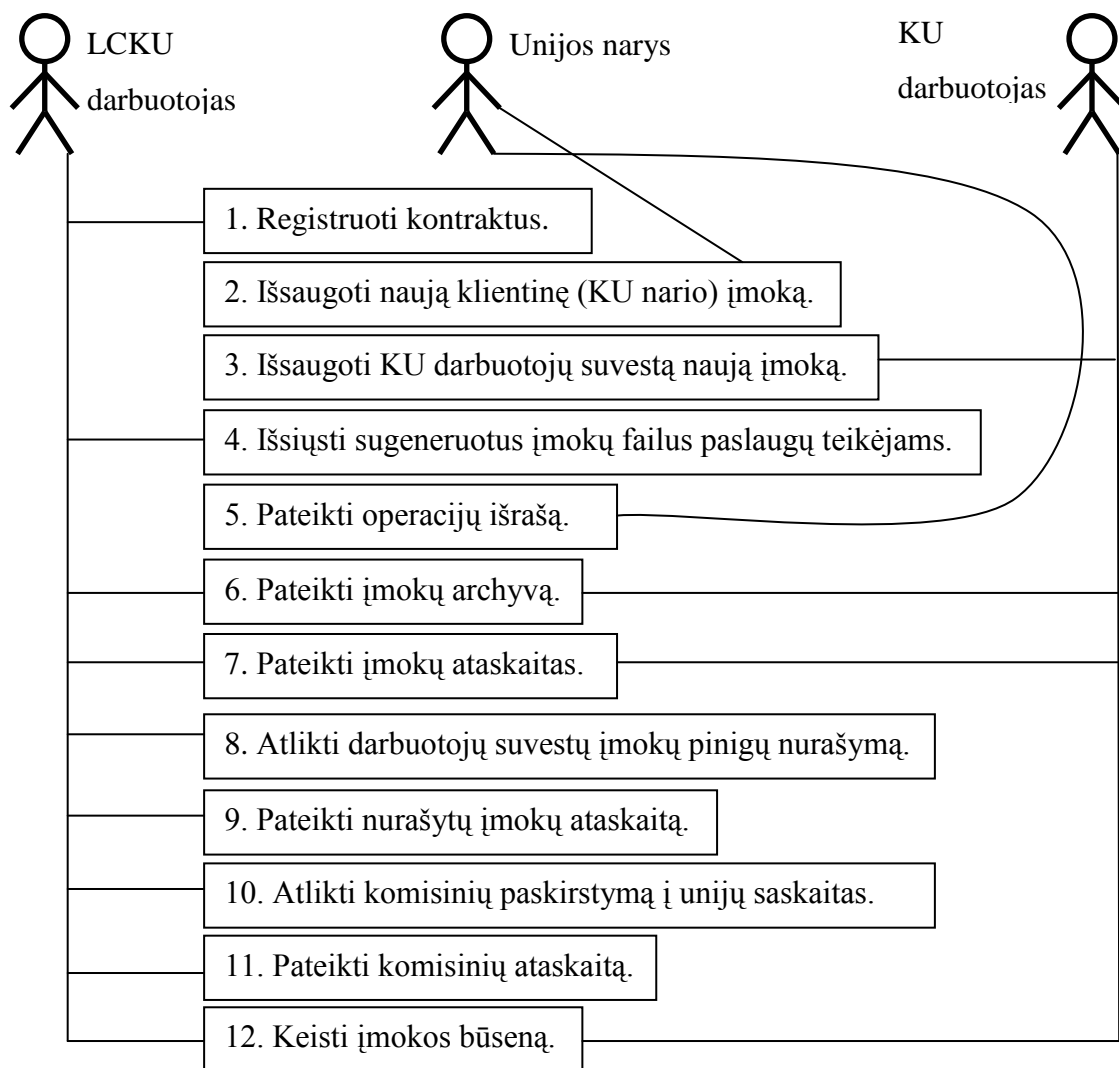 LCKU
darbuotojas
Unijos narys
KU
darbuotojas
1. Registruoti kontraktus.
2. Išsaugoti naują klientinę (KU nario) įmoką.
3. Išsaugoti KU darbuotojų suvestą naują įmoką.
4. Išsiųsti sugeneruotus įmokų failus paslaugų teikėjams.
5. Pateikti operacijų išrašą.
6. Pateikti įmokų archyvą.
7. Pateikti įmokų ataskaitas.
8. Atlikti darbuotojų suvestų įmokų pinigų nurašymą.
9. Pateikti nurašytų įmokų ataskaitą.
10. Atlikti komisinių paskirstymą į unijų saskaitas.
11. Pateikti komisinių ataskaitą.
12. Keisti įmokos būseną.